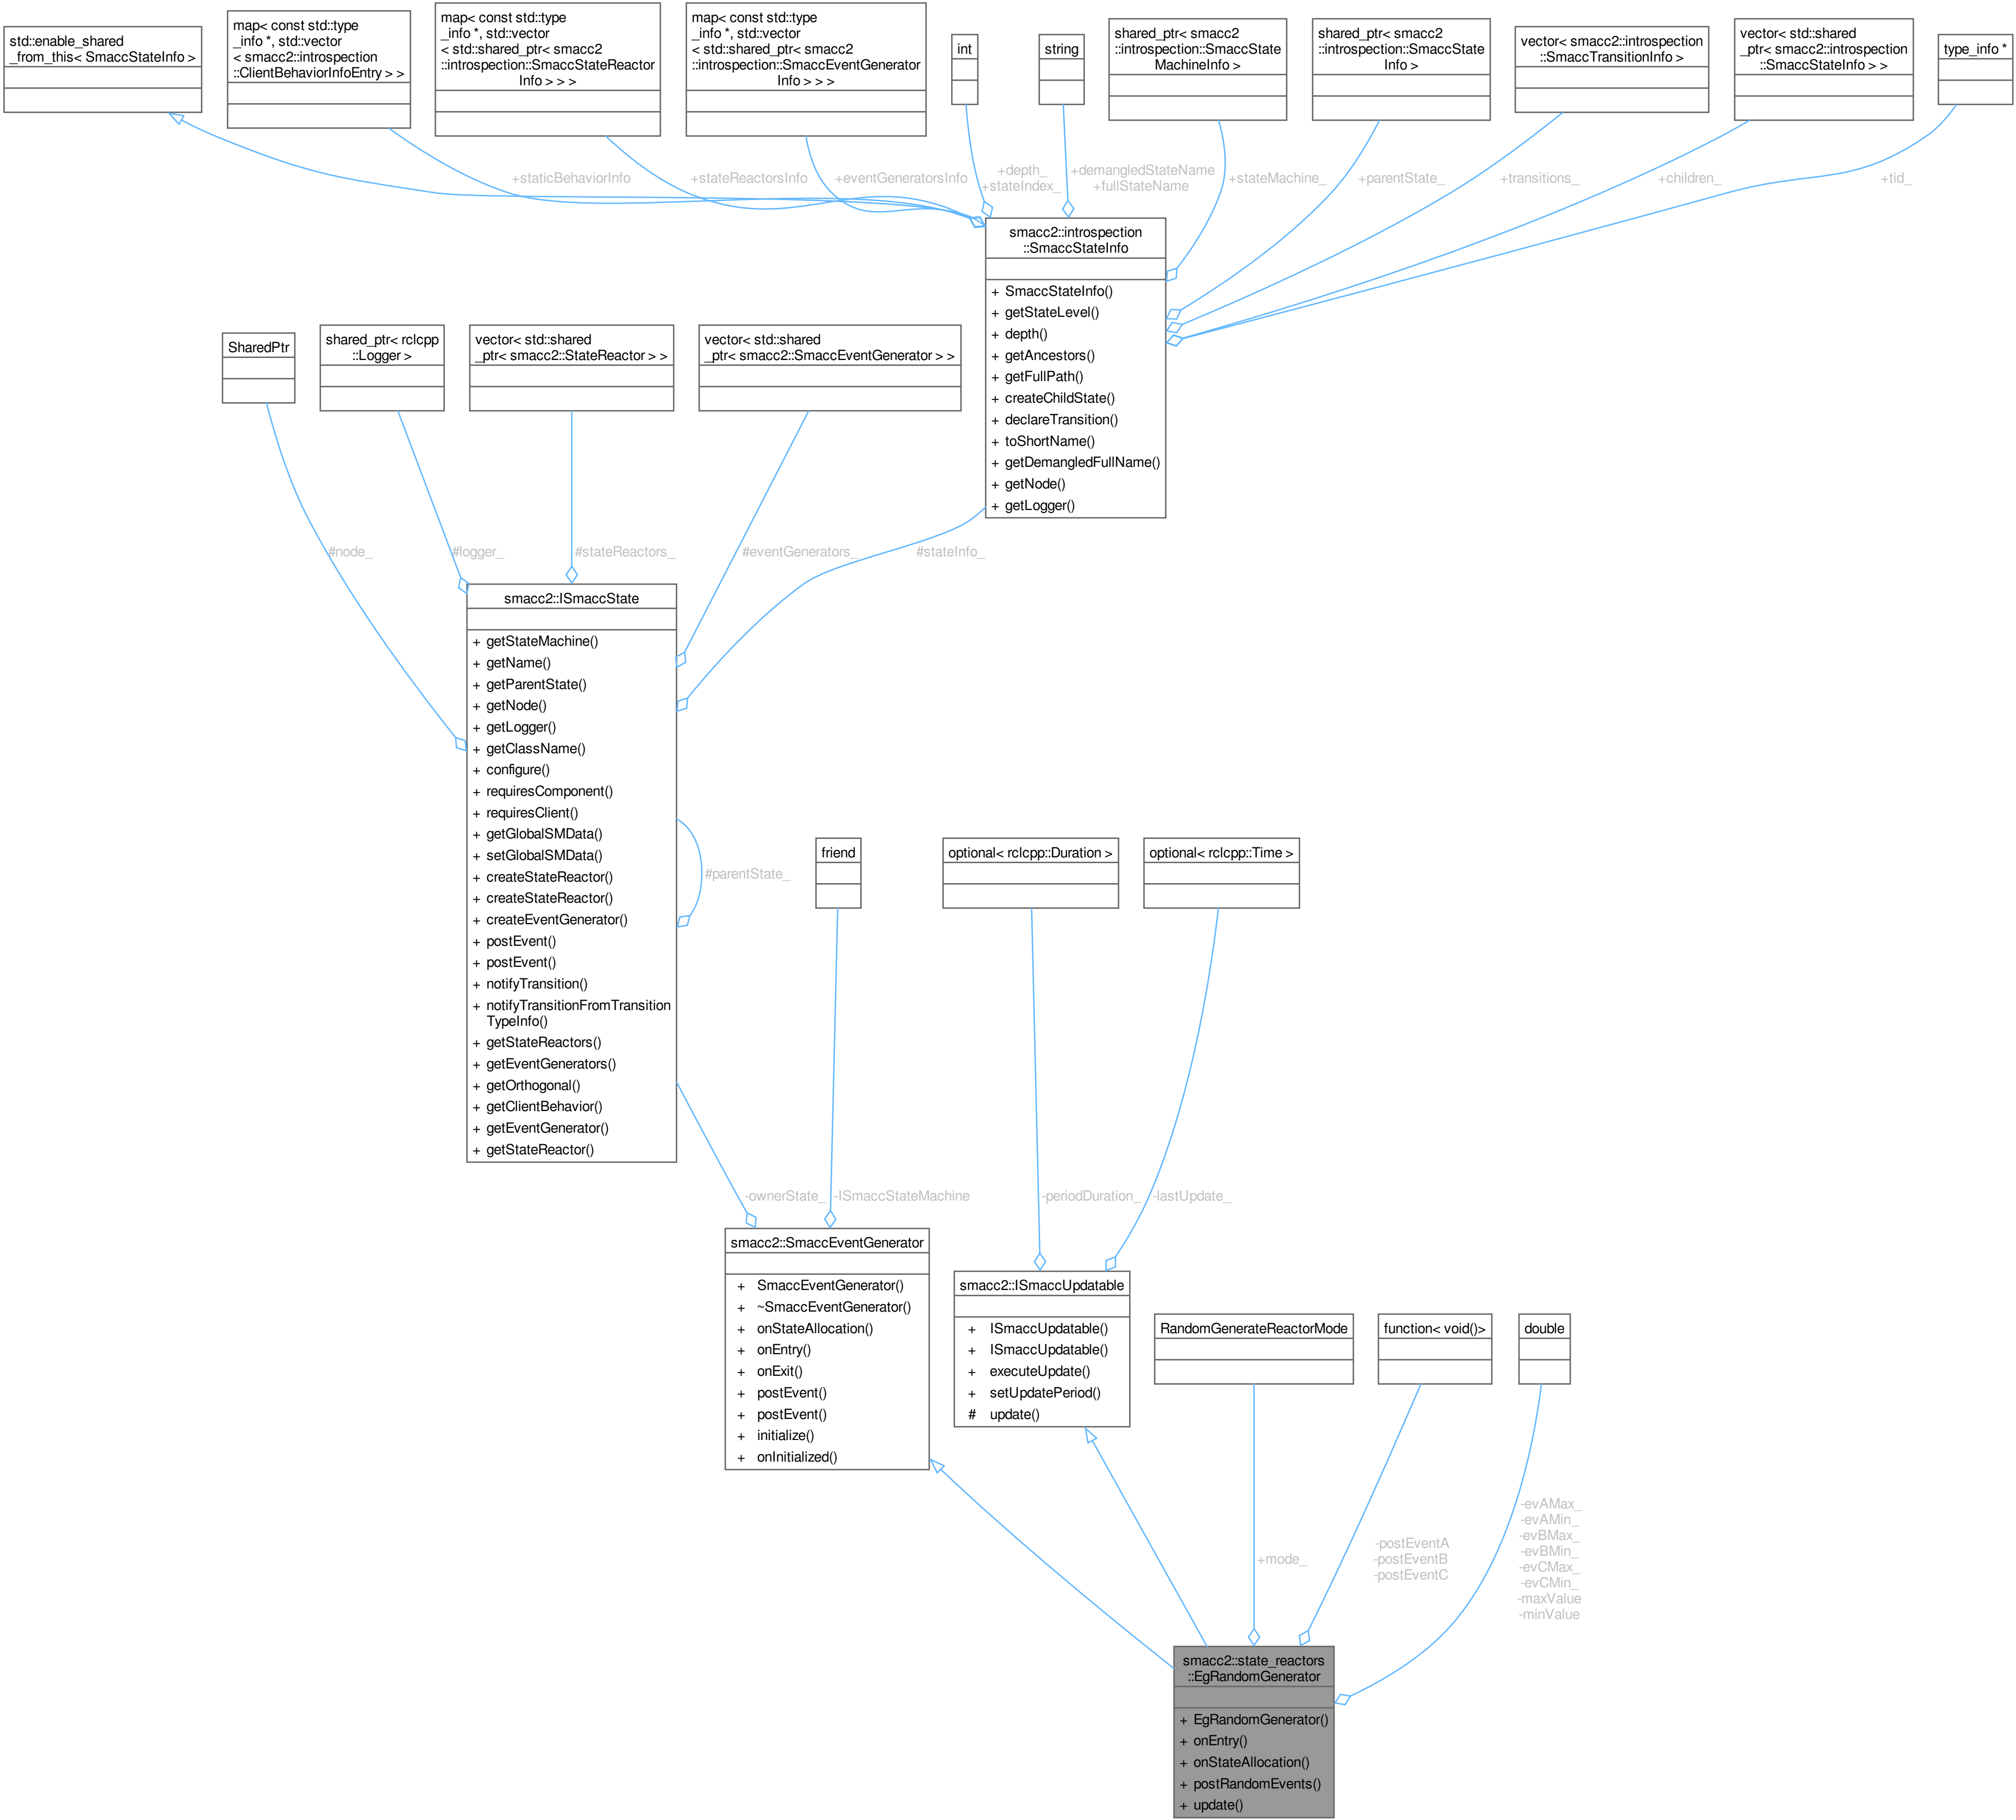 std::enable_shared
_from_this< SmaccStateInfo >
map< const std::type
_info *, std::vector
< smacc2::introspection
::ClientBehaviorInfoEntry > >
map< const std::type
_info *, std::vector
< std::shared_ptr< smacc2
::introspection::SmaccStateReactor
Info > > >
map< const std::type
_info *, std::vector
< std::shared_ptr< smacc2
::introspection::SmaccEventGenerator
Info > > >
int
string
shared_ptr< smacc2
::introspection::SmaccState
MachineInfo >
shared_ptr< smacc2
::introspection::SmaccState
Info >
vector< smacc2::introspection
::SmaccTransitionInfo >
vector< std::shared
_ptr< smacc2::introspection
::SmaccStateInfo > >
type_info *
+staticBehaviorInfo
+stateReactorsInfo
+eventGeneratorsInfo
+depth_
+stateIndex_
+demangledStateName
+fullStateName
+stateMachine_
+parentState_
+transitions_
+children_
+tid_
smacc2::introspection
::SmaccStateInfo
+ SmaccStateInfo()
+ getStateLevel()
+ depth()
+ getAncestors()
+ getFullPath()
+ createChildState()
+ declareTransition()
+ toShortName()
+ getDemangledFullName()
+ getNode()
+ getLogger()
SharedPtr
shared_ptr< rclcpp
::Logger >
vector< std::shared
_ptr< smacc2::StateReactor > >
vector< std::shared
_ptr< smacc2::SmaccEventGenerator > >
#node_
#logger_
#stateReactors_
#eventGenerators_
#stateInfo_
smacc2::ISmaccState
+ getStateMachine()
+ getName()
+ getParentState()
+ getNode()
+ getLogger()
+ getClassName()
+ configure()
+ requiresComponent()
+ requiresClient()
+ getGlobalSMData()
+ setGlobalSMData()
+ createStateReactor()
+ createStateReactor()
+ createEventGenerator()
+ postEvent()
+ postEvent()
+ notifyTransition()
+ notifyTransitionFromTransition
TypeInfo()
+ getStateReactors()
+ getEventGenerators()
+ getOrthogonal()
+ getClientBehavior()
+ getEventGenerator()
+ getStateReactor()
#parentState_
friend
optional< rclcpp::Duration >
optional< rclcpp::Time >
-ownerState_
-ISmaccStateMachine
-periodDuration_
-lastUpdate_
smacc2::SmaccEventGenerator
+ SmaccEventGenerator()
+ ~SmaccEventGenerator()
+ onStateAllocation()
+ onEntry()
+ onExit()
+ postEvent()
+ postEvent()
+ initialize()
+ onInitialized()
smacc2::ISmaccUpdatable
+ ISmaccUpdatable()
+ ISmaccUpdatable()
+ executeUpdate()
+ setUpdatePeriod()
# update()
RandomGenerateReactorMode
function< void()>
double
+mode_
-postEventA
-postEventB
-postEventC
-evAMax_
-evAMin_
-evBMax_
-evBMin_
-evCMax_
-evCMin_
-maxValue
-minValue
smacc2::state_reactors
::EgRandomGenerator
+ EgRandomGenerator()
+ onEntry()
+ onStateAllocation()
+ postRandomEvents()
+ update()